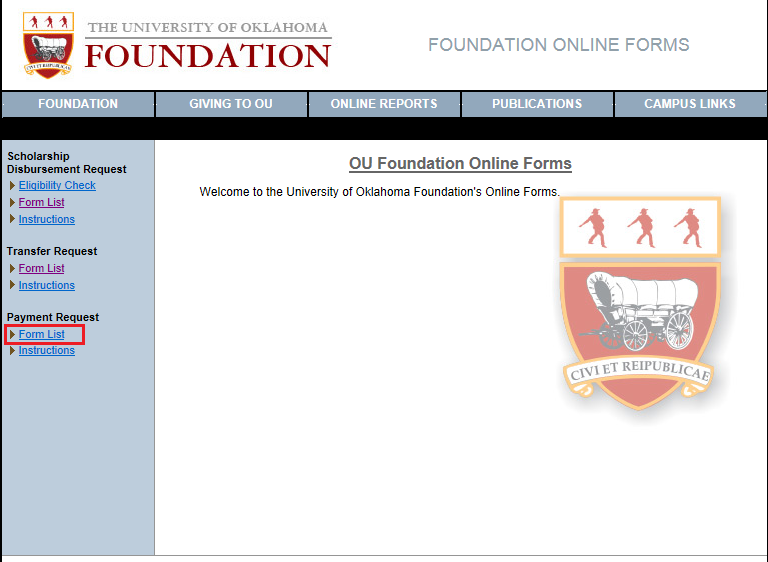 THE UNIVERSITY OF OKLAHOMA
FOUNDATION
CIVI ET REIPUBLICAE
FOUNDATION ONLINE FORMS
FOUNDATION
GIVING TO OU
ONLINE REPORTS
PUBLICATIONS
CAMPUS LINKS
Scholarship
Disbursement Request
Eligibility Check
Form List
Instructions
Transfer Request
Form List
Instructions
Payment Request
Form List
Instructions
OU Foundation Online Forms
Welcome to the University of Oklahoma Foundation's Online Forms.
CIVI ET REIPUBLICAE